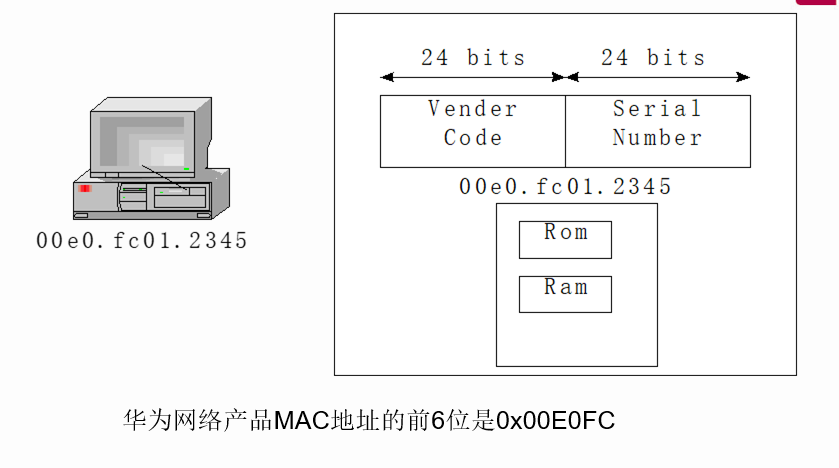 24 bits 24 bits
Vender Serial
Code Number
00e0.fc01.2345
Rom
00e0.fc01.2345
Ram
华为网络产品MAC地址的前6位是0x00E0FC